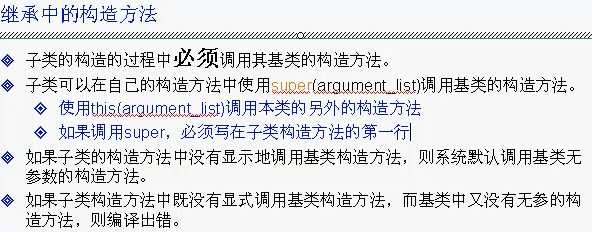 继承中的构造方法
子类的构造的过程中必须调用其基类的构造方法。
子类可以在自己的构造方法中使用super(argument_list)调用基类的构造方法。
使用this(argument_list)调用本类的另外的构造方法
如果调用super，必须写在子类构造方法的第一行
如果子类的构造方法中没有显示地调用基类构造方法，则系统默认调用基类无
参数的构造方法。
如果子类构造方法中既没有显式调用基类构造方法，而基类中又没有无参的构
造方法，则编译出错。